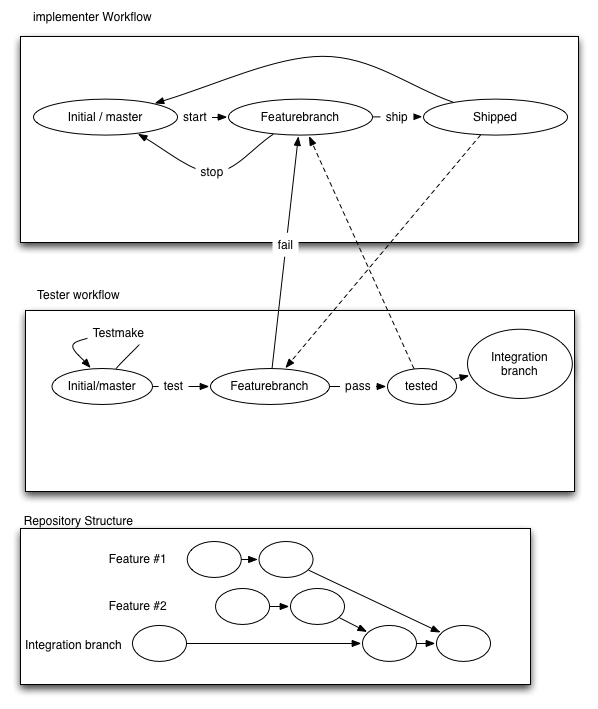 implementer Workflow
Initial / master
start
Featurebranch
ship
Shipped
stop
fail
Tester workflow
Testmake
Initial/master
test
Featurebranch
pass
tested
Integration
branch
Repository Structure
Feature #1
Feature #2
Integration branch